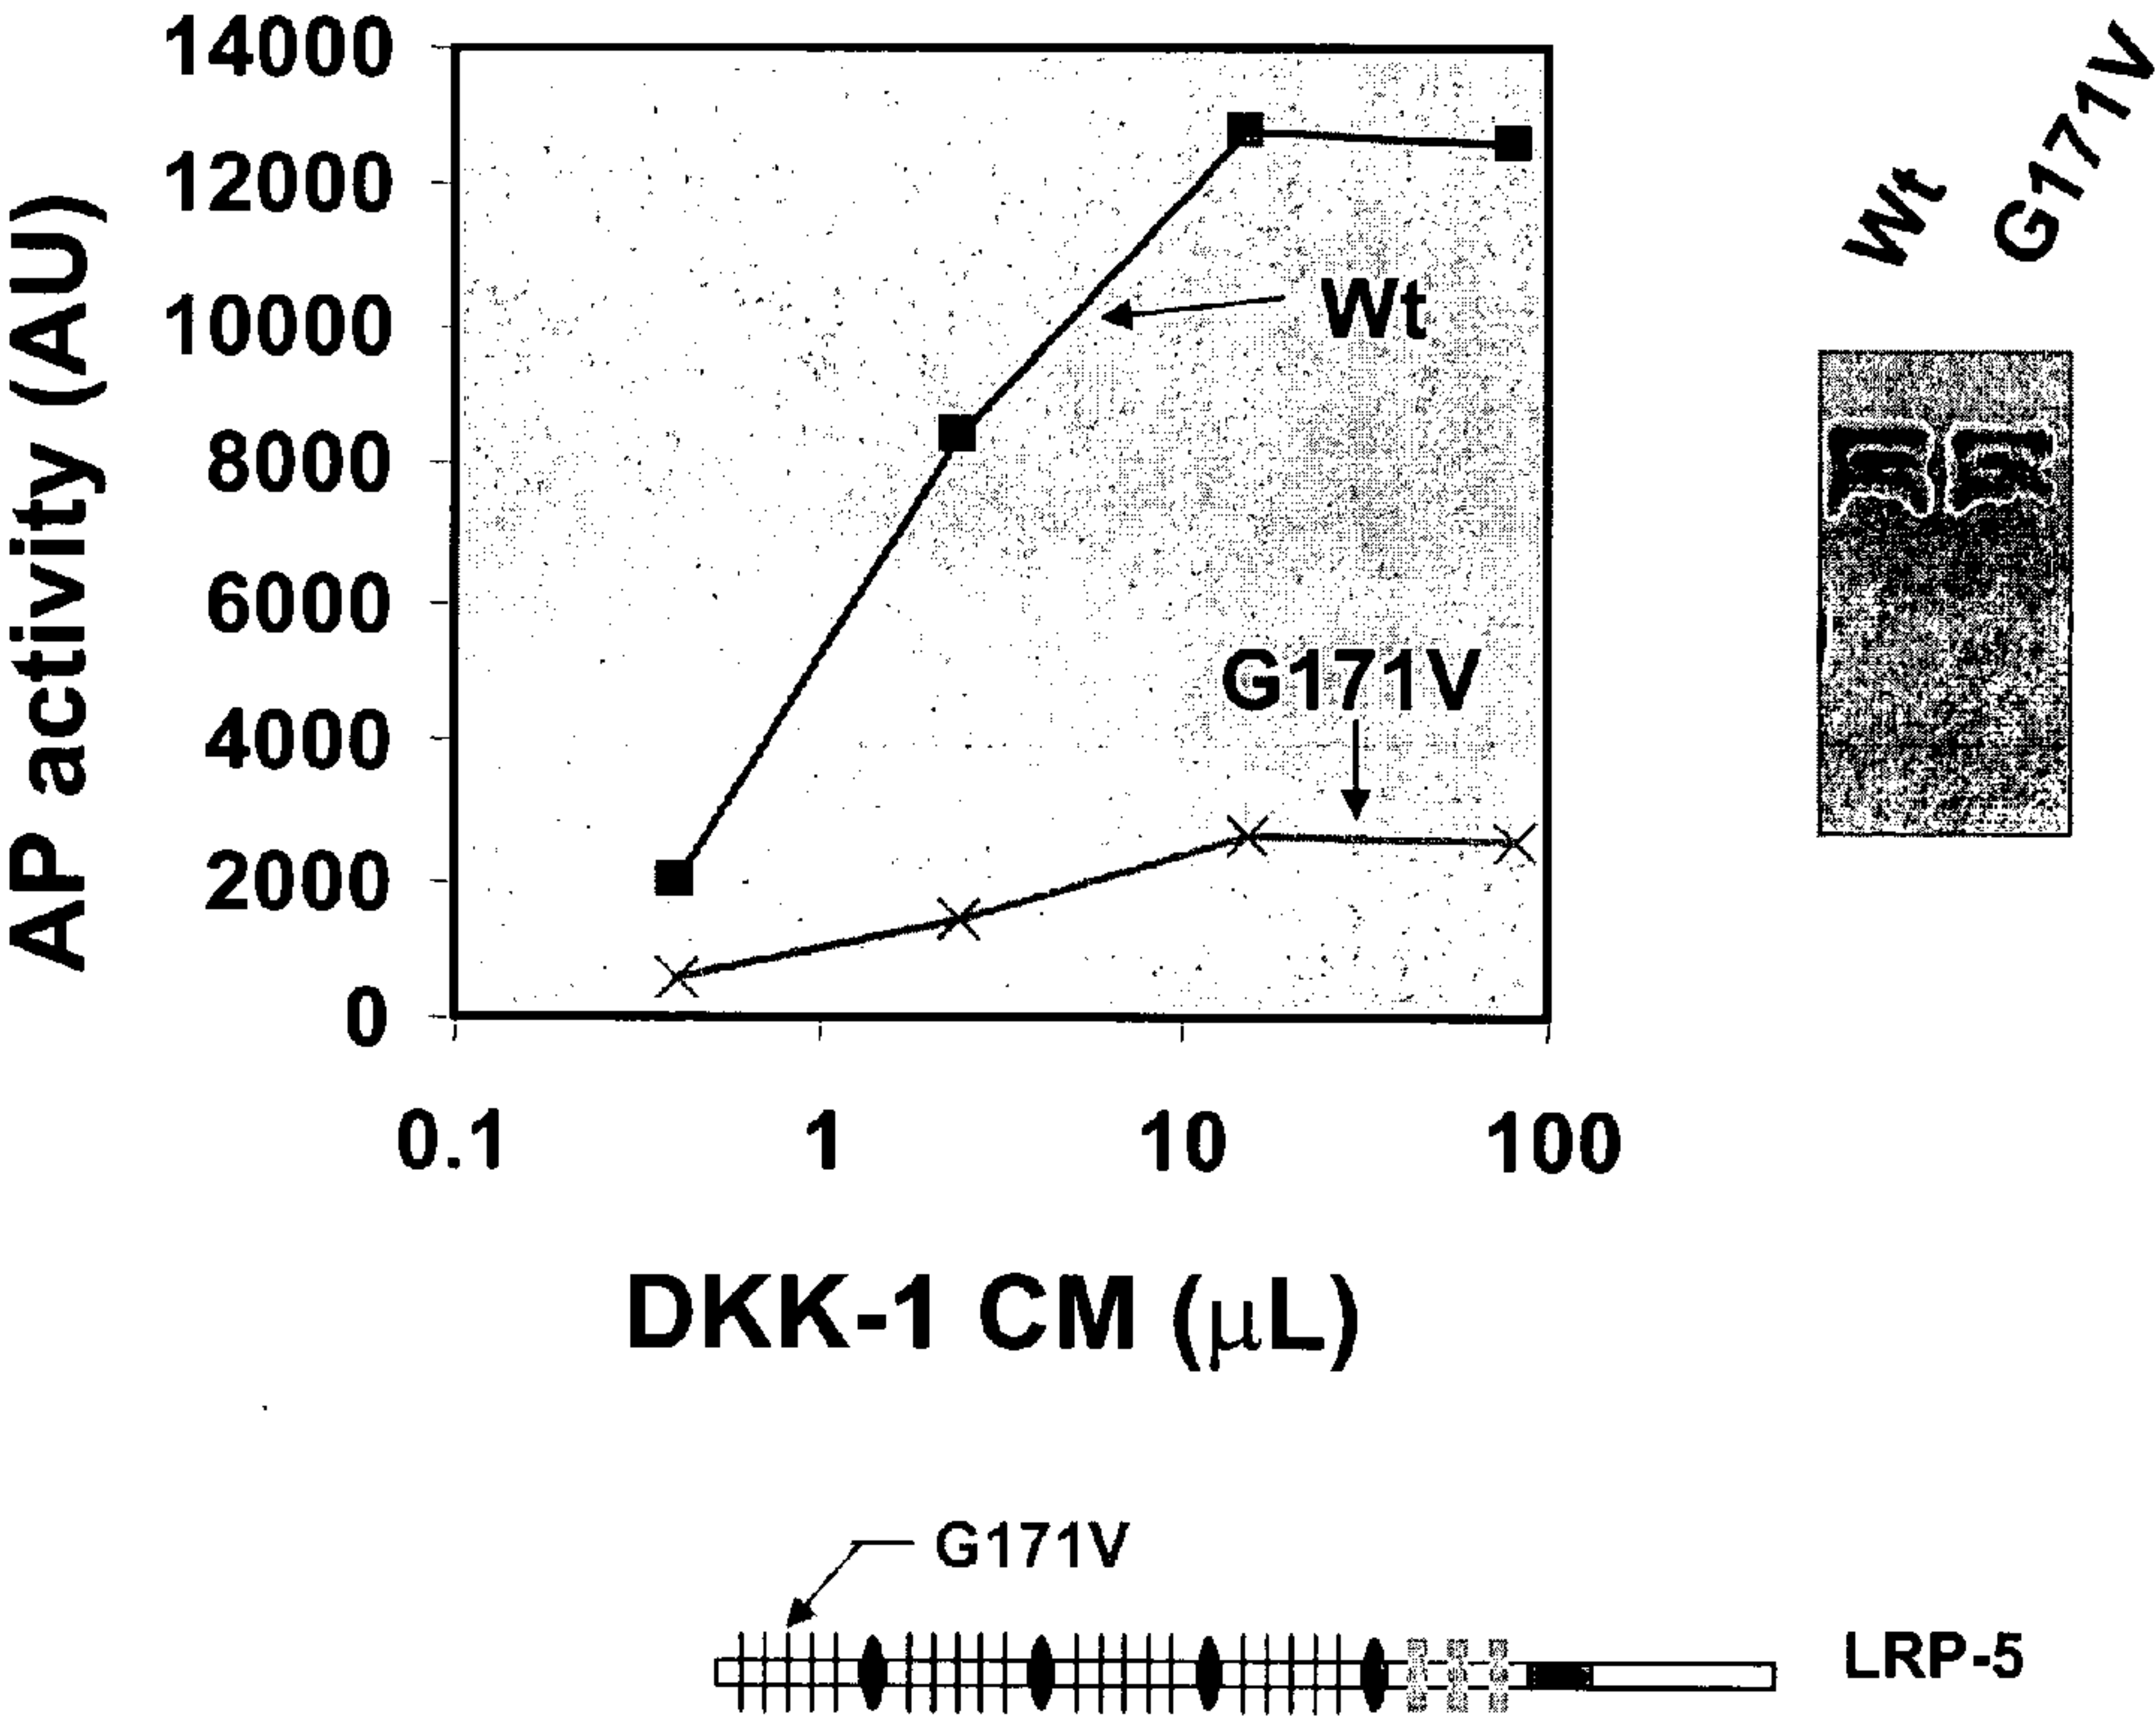 14000
12000
10000
8000
6000
4000
2000
0
AP activity (AU)
Wt
G171V
0.1 1 10 100
DKK-1 CM (μL)
Wt
G171V
G171V
LRP-5